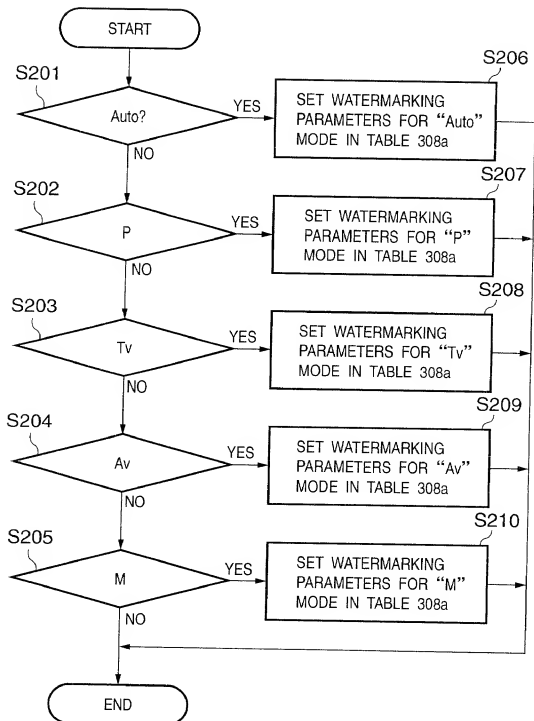 START
S201
Auto?
YES
NO
S206
SET WATERMARKING
PARAMETERS FOR “Auto”
MODE IN TABLE 308a
S202
P
YES
NO
S207
SET WATERMARKING
PARAMETERS FOR “P”
MODE IN TABLE 308a
S203
Tv
YES
NO
S208
SET WATERMARKING
PARAMETERS FOR “Tv”
MODE IN TABLE 308a
S204
Av
YES
NO
S209
SET WATERMARKING
PARAMETERS FOR “Av”
MODE IN TABLE 308a
S205
M
YES
NO
S210
SET WATERMARKING
PARAMETERS FOR “M”
MODE IN TABLE 308a
END